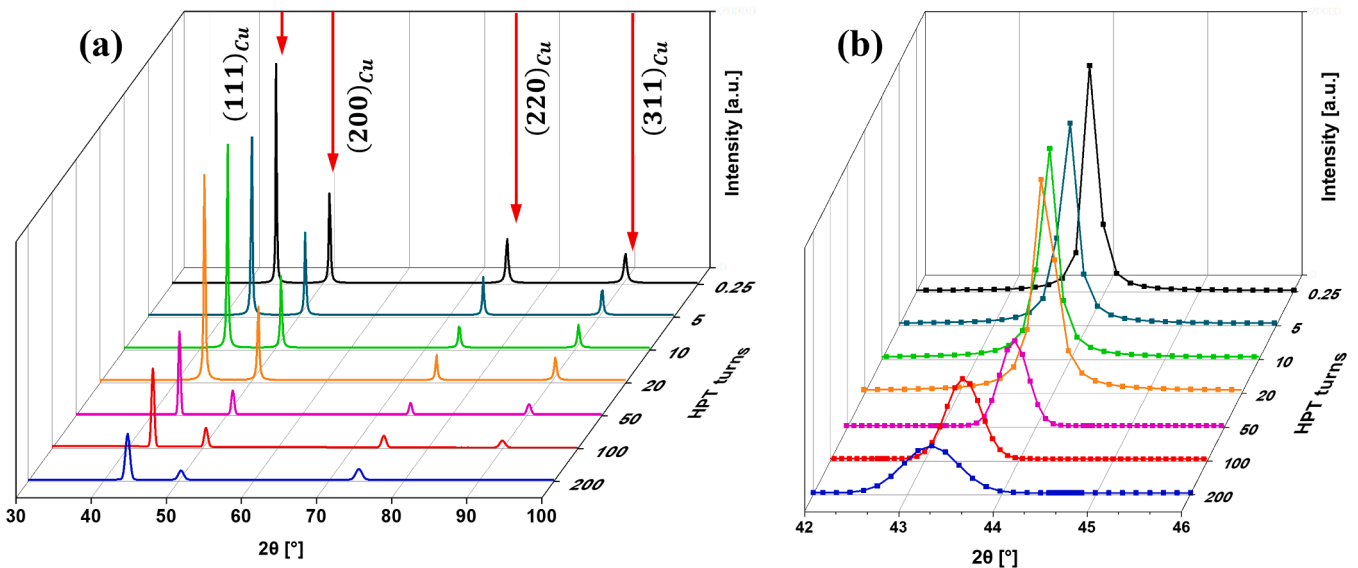 (a)
(111)Cu
(200)Cu
(220)Cu
(311)Cu
Intensity [a.u.]
0.25
5
10
20
50
100
200
HPT turns
30 40 50 60 70 80 90 100
2θ [°]
(b)
Intensity [a.u.]
0.25
5
10
20
50
100
200
HPT turns
42 43 44 45 46
2θ [°]